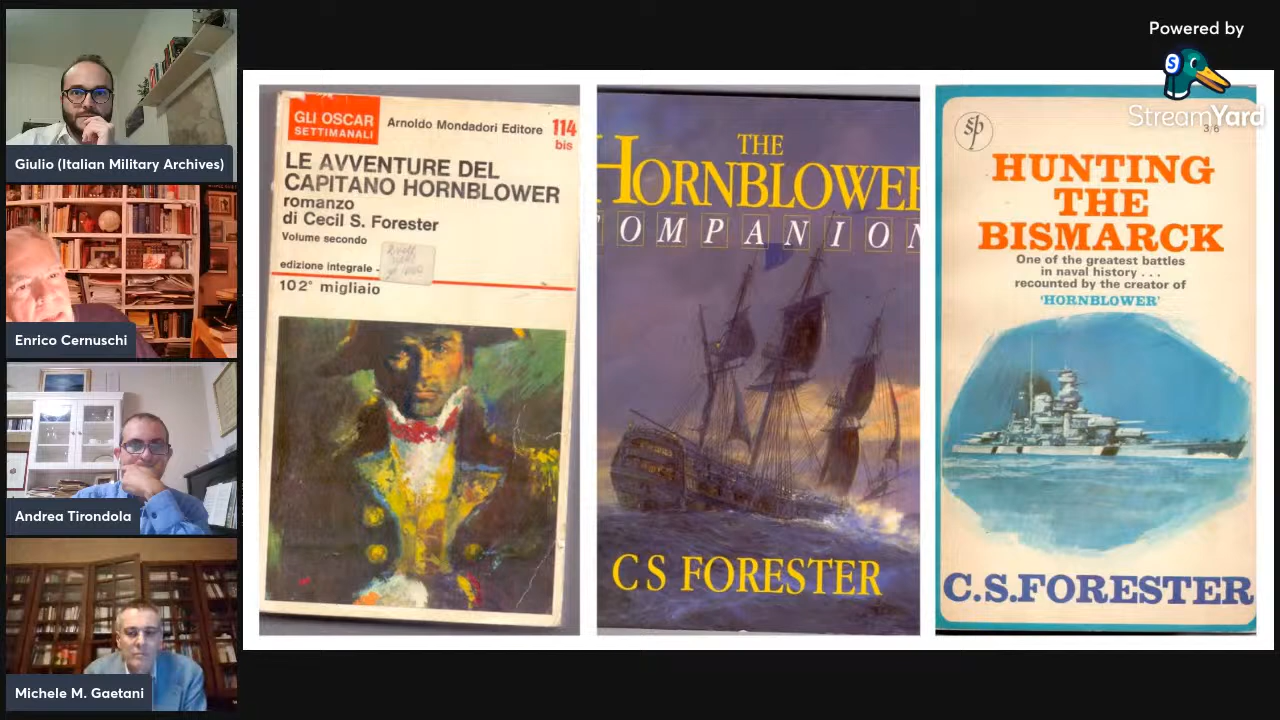 Giulio (Italian Military Archives)
Enrico Cernuschi
Andrea Tirondola
Michele M. Gaetani
GLI OSCAR
SETTIMANALI
Arnoldo Mondadori Editore
114
bis
LE AVVENTURE DEL
CAPITANO HORNBLOWER
romanzo
di Cecil S. Forester
Volume secondo
edizione integrale -
102° migliaio
THE
HORNBLOWER
COMPANION
C S FORESTER
sp
3/6
HUNTING
THE
BISMARCK
One of the greatest battles
in naval history . . .
recounted by the creator of
'HORNBLOWER'
C.S.FORESTER
Powered by
S
StreamYard